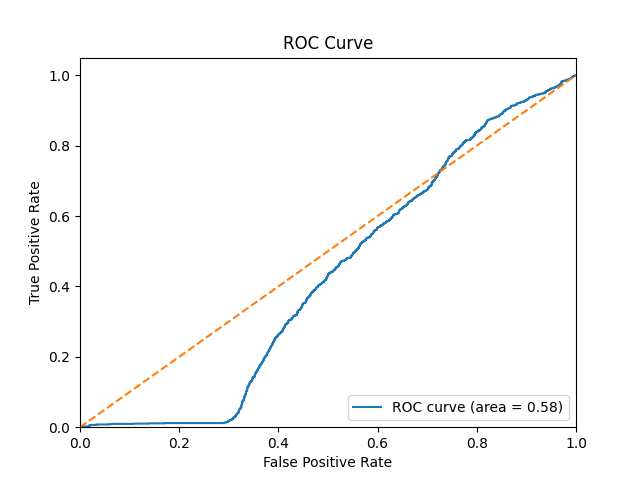 ROC Curve
True Positive Rate
1.0
0.8
0.6
0.4
0.2
0.0
ROC curve (area = 0.58)
0.0 0.2 0.4 0.6 0.8 1.0
False Positive Rate